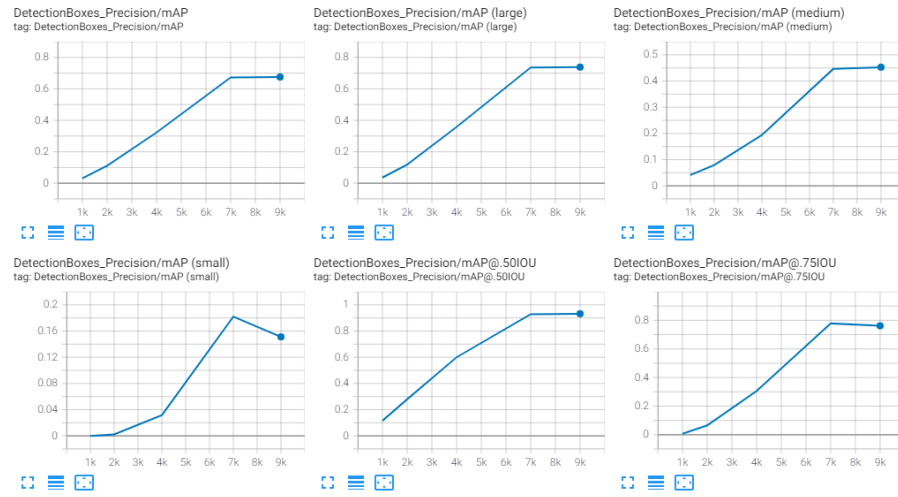 DetectionBoxes_Precision/mAP
tag: DetectionBoxes_Precision/mAP
0.8
0.6
0.4
0.2
0
1k 2k 3k 4k 5k 6k 7k 8k 9k
DetectionBoxes_Precision/mAP (large)
tag: DetectionBoxes_Precision/mAP (large)
0.8
0.6
0.4
0.2
0
1k 2k 3k 4k 5k 6k 7k 8k 9k
DetectionBoxes_Precision/mAP (medium)
tag: DetectionBoxes_Precision/mAP (medium)
0.5
0.4
0.3
0.2
0.1
0
1k 2k 3k 4k 5k 6k 7k 8k 9k
DetectionBoxes_Precision/mAP (small)
tag: DetectionBoxes_Precision/mAP (small)
0.2
0.16
0.12
0.08
0.04
0
1k 2k 3k 4k 5k 6k 7k 8k 9k
DetectionBoxes_Precision/mAP@.50IOU
tag: DetectionBoxes_Precision/mAP@.50IOU
1
0.8
0.6
0.4
0.2
0
1k 2k 3k 4k 5k 6k 7k 8k 9k
DetectionBoxes_Precision/mAP@.75IOU
tag: DetectionBoxes_Precision/mAP@.75IOU
0.8
0.6
0.4
0.2
0
1k 2k 3k 4k 5k 6k 7k 8k 9k